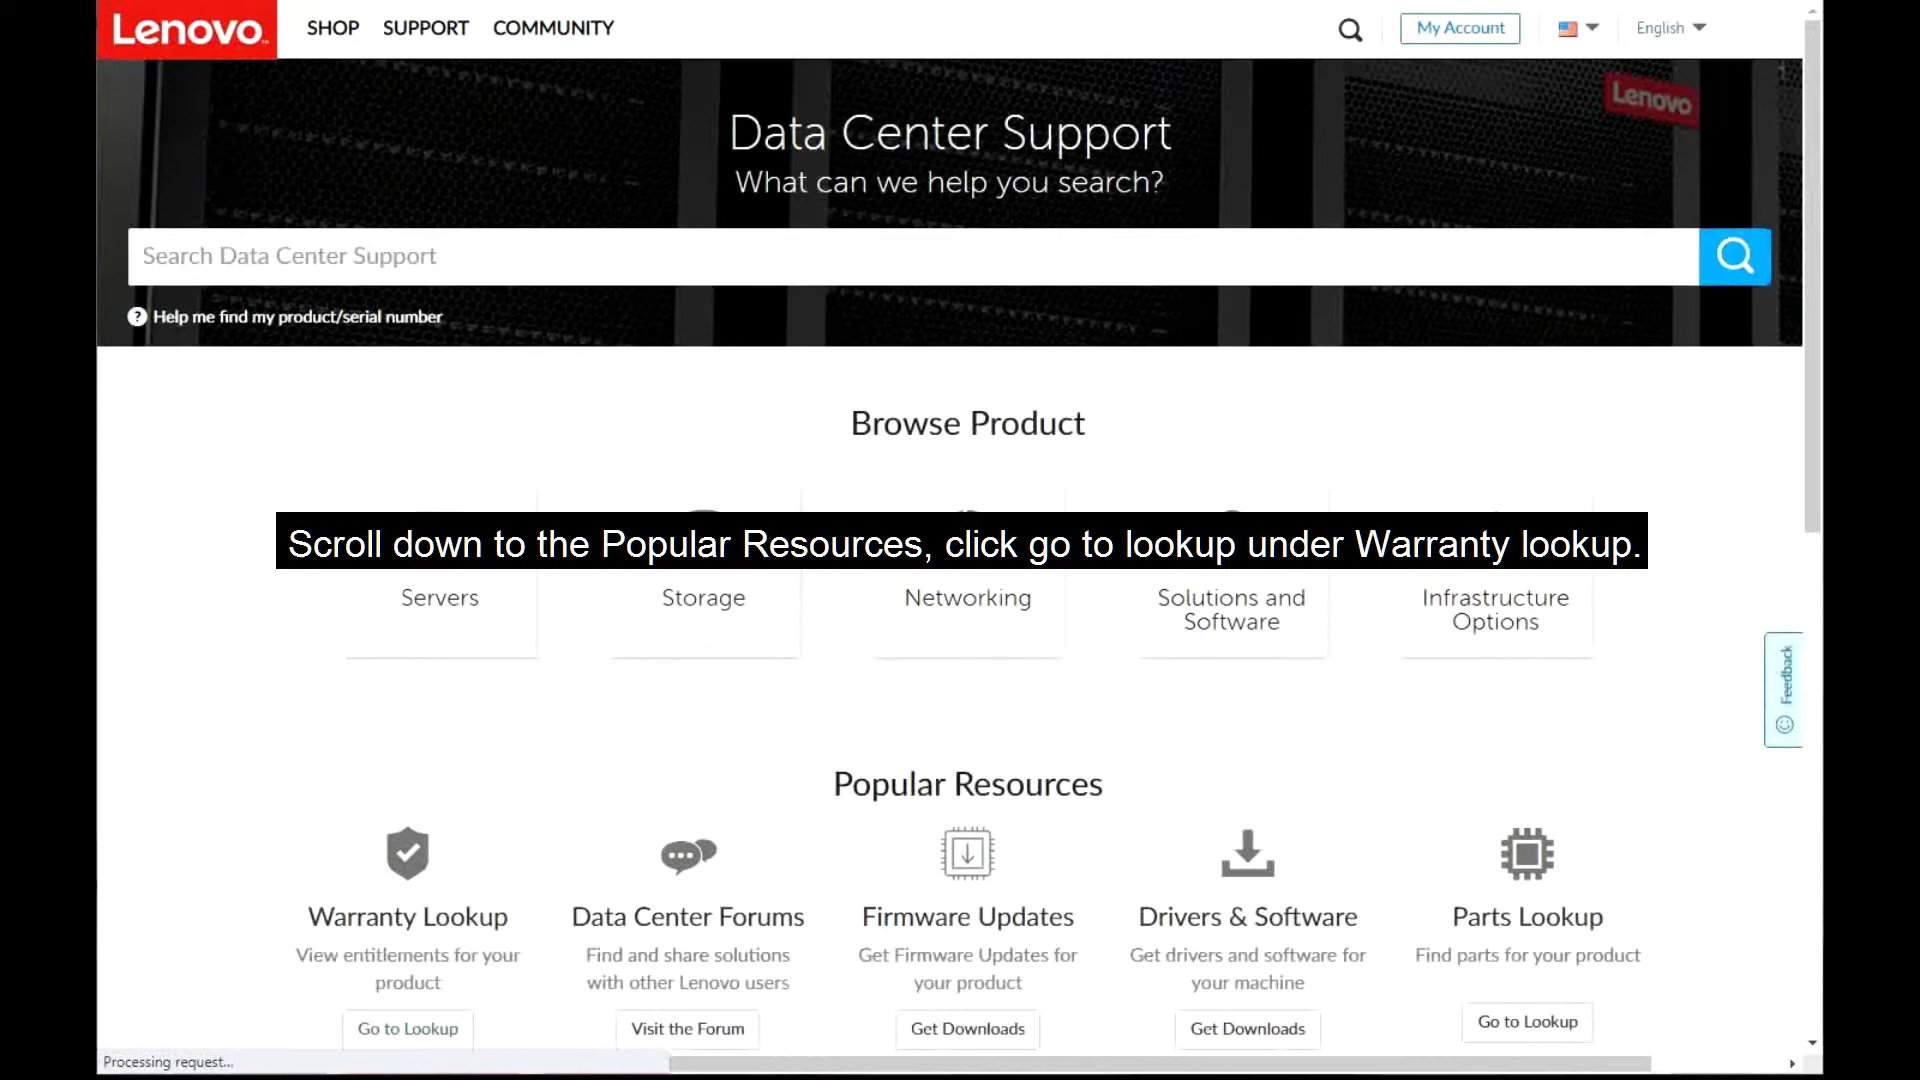 Lenovo
SHOP SUPPORT COMMUNITY
My Account
English
Lenovo
Data Center Support
What can we help you search?
Search Data Center Support
? Help me find my product/serial number
Browse Product
Scroll down to the Popular Resources, click go to lookup under Warranty lookup.
Servers
Storage
Networking
Solutions and
Software
Infrastructure
Options
Feedback
Popular Resources
Warranty Lookup
View entitlements for your
product
Go to Lookup
Data Center Forums
Find and share solutions
with other Lenovo users
Visit the Forum
Firmware Updates
Get Firmware Updates for
your product
Get Downloads
Drivers & Software
Get drivers and software for
your machine
Get Downloads
Parts Lookup
Find parts for your product
Go to Lookup
Processing request...